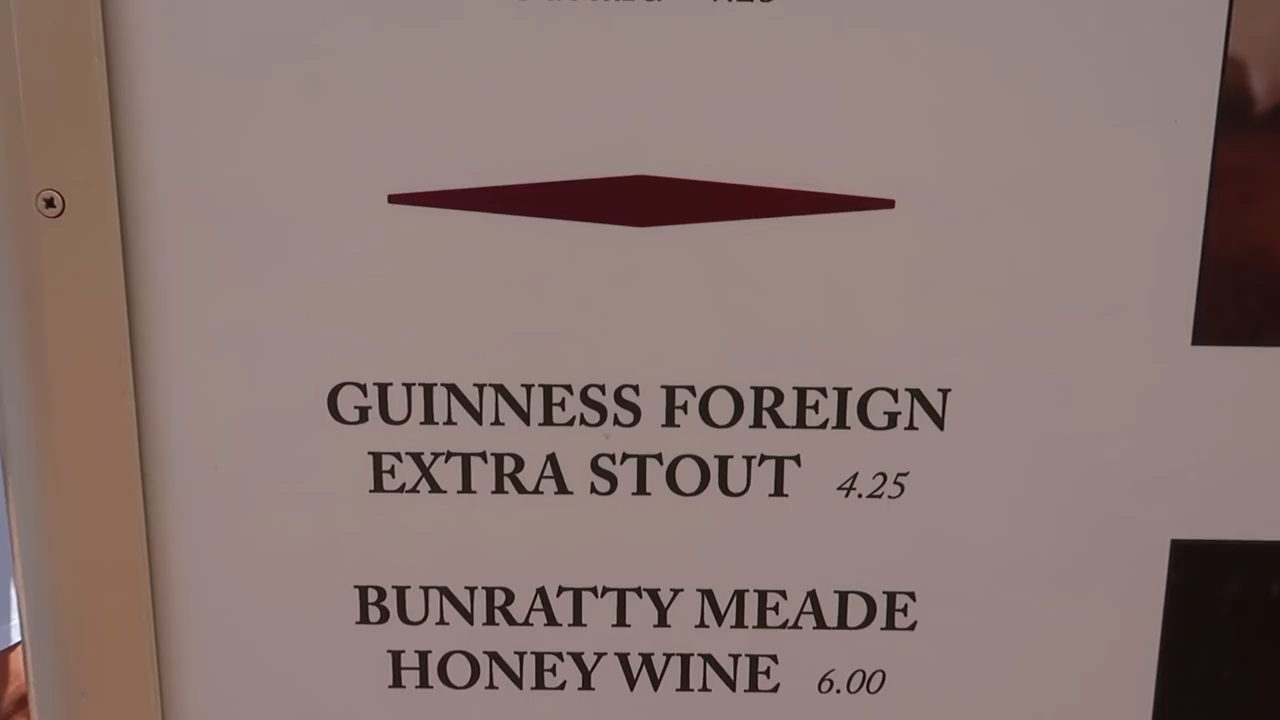 GUINNESS FOREIGN
EXTRA STOUT 4.25
BUNRATTY MEADE
HONEY WINE 6.00